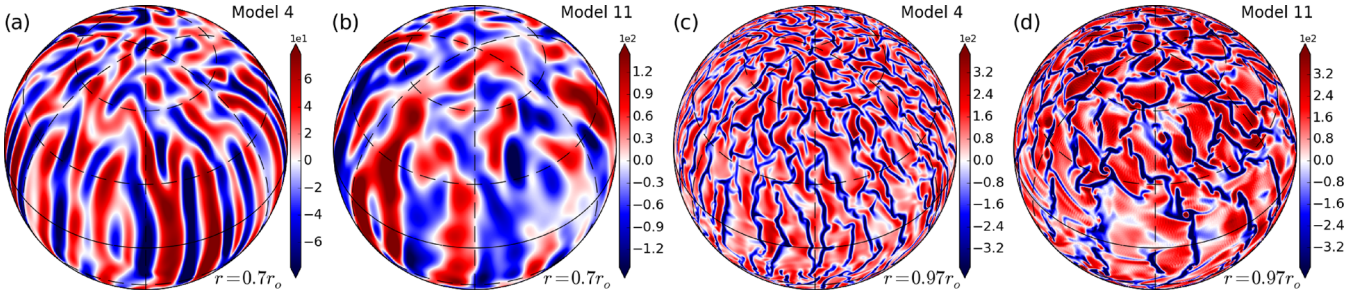 (a) Model 4
1e1
6
4
2
0
−2
−4
−6
r=0.7r_o
(b) Model 11
1e2
1.2
0.9
0.6
0.3
0.0
−0.3
−0.6
−0.9
−1.2
r=0.7r_o
(c) Model 4
1e2
3.2
2.4
1.6
0.8
0.0
−0.8
−1.6
−2.4
−3.2
r=0.97r_o
(d) Model 11
1e2
3.2
2.4
1.6
0.8
0.0
−0.8
−1.6
−2.4
−3.2
r=0.97r_o